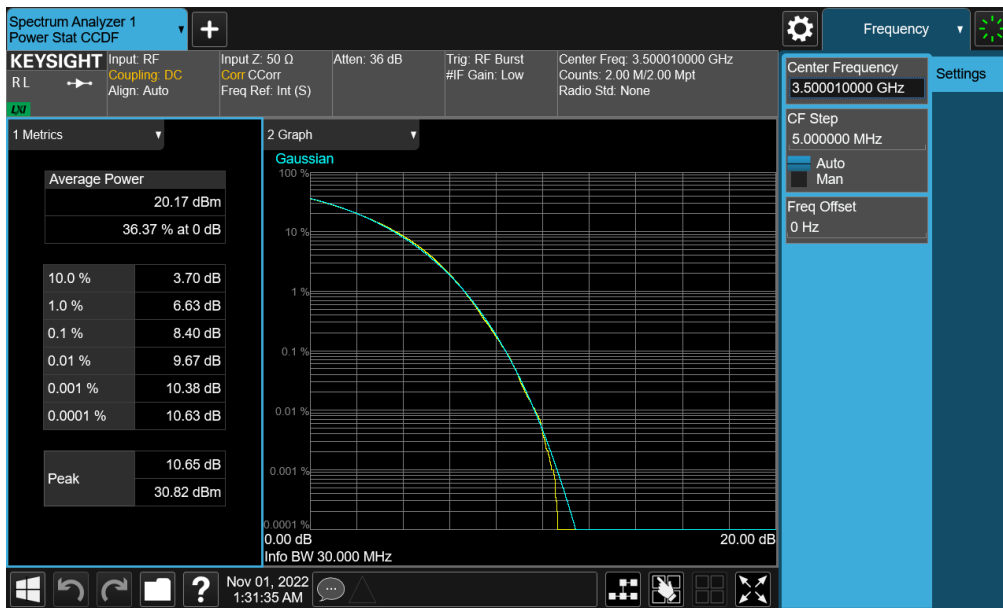 Spectrum Analyzer 1
Power Stat CCDF
Frequency
KEYSIGHT
R L
LXI
Input: RF
Coupling: DC
Align: Auto
Input Z: 50 Ω
Corr CCorr
Freq Ref: Int (S)
Atten: 36 dB
Trig: RF Burst
#IF Gain: Low
Center Freq: 3.500010000 GHz
Counts: 2.00 M/2.00 Mpt
Radio Std: None
Center Frequency
3.500010000 GHz
Settings
CF Step
5.000000 MHz
Auto
Man
Freq Offset
0 Hz
1 Metrics
Average Power
20.17 dBm
36.37 % at 0 dB
10.0 % 3.70 dB
1.0 % 6.63 dB
0.1 % 8.40 dB
0.01 % 9.67 dB
0.001 % 10.38 dB
0.0001 % 10.63 dB
Peak
10.65 dB
30.82 dBm
2 Graph
Gaussian
100 %
10 %
1 %
0.1 %
0.01 %
0.001 %
0.0001 %
0.00 dB 20.00 dB
Info BW 30.000 MHz
?
Nov 01, 2022
1:31:35 AM